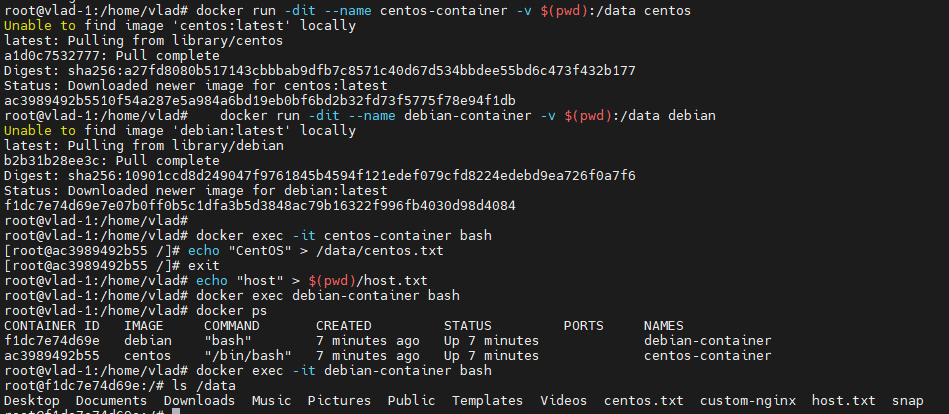 root@vlad-1:/home/vlad# docker run -dit --name centos-container -v $(pwd):/data centos
Unable to find image 'centos:latest' locally
latest: Pulling from library/centos
a1d0c7532777: Pull complete
Digest: sha256:a27fd8080b517143cbbbab9dfb7c8571c40d67d534bbdee55bd6c473f432b177
Status: Downloaded newer image for centos:latest
ac3989492b5510f54a287e5a984a6bd19eb0bf6bd2b32fd73f5775f78e94f1db
root@vlad-1:/home/vlad#    docker run -dit --name debian-container -v $(pwd):/data debian
Unable to find image 'debian:latest' locally
latest: Pulling from library/debian
b2b31b28ee3c: Pull complete
Digest: sha256:10901ccd8d249047f9761845b4594f121edef079cfd8224edebd9ea726f0a7f6
Status: Downloaded newer image for debian:latest
f1dc7e74d69e7e07b0ff0b5c1dfa3b5d3848ac79b16322f996fb4030d98d4084
root@vlad-1:/home/vlad#
root@vlad-1:/home/vlad# docker exec -it centos-container bash
[root@ac3989492b55 /]# echo "CentOS" > /data/centos.txt
[root@ac3989492b55 /]# exit
root@vlad-1:/home/vlad# echo "host" > $(pwd)/host.txt
root@vlad-1:/home/vlad# docker exec debian-container bash
root@vlad-1:/home/vlad# docker ps
CONTAINER ID   IMAGE     COMMAND       CREATED         STATUS         PORTS     NAMES
f1dc7e74d69e   debian    "bash"        7 minutes ago   Up 7 minutes             debian-container
ac3989492b55   centos    "/bin/bash"   7 minutes ago   Up 7 minutes             centos-container
root@vlad-1:/home/vlad# docker exec -it debian-container bash
root@f1dc7e74d69e:/# ls /data
Desktop  Documents  Downloads  Music  Pictures  Public  Templates  Videos  centos.txt  custom-nginx  host.txt  snap
root@f1dc7e74d69e:/#